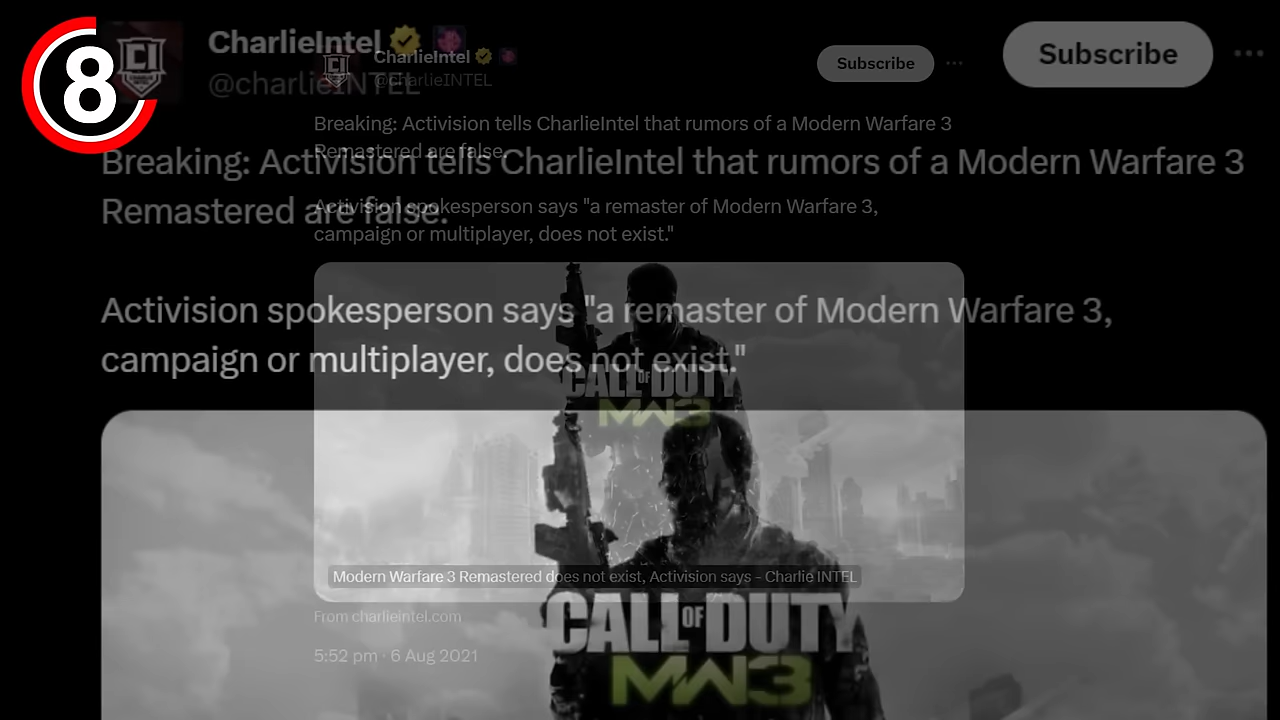 8
CI
CharlieIntel
@charlieINTEL
Subscribe
Breaking: Activision tells CharlieIntel that rumors of a Modern Warfare 3
Remastered are false.
Activision spokesperson says "a remaster of Modern Warfare 3,
campaign or multiplayer, does not exist."
CALL OF DUTY
MW3
CharlieIntel
@charlieINTEL
Subscribe
Breaking: Activision tells CharlieIntel that rumors of a Modern Warfare 3
Remastered are false.
Activision spokesperson says "a remaster of Modern Warfare 3,
campaign or multiplayer, does not exist."
CALL OF DUTY
MW3
Modern Warfare 3 Remastered does not exist, Activision says - Charlie INTEL
From charlieintel.com
5:52 pm · 6 Aug 2021